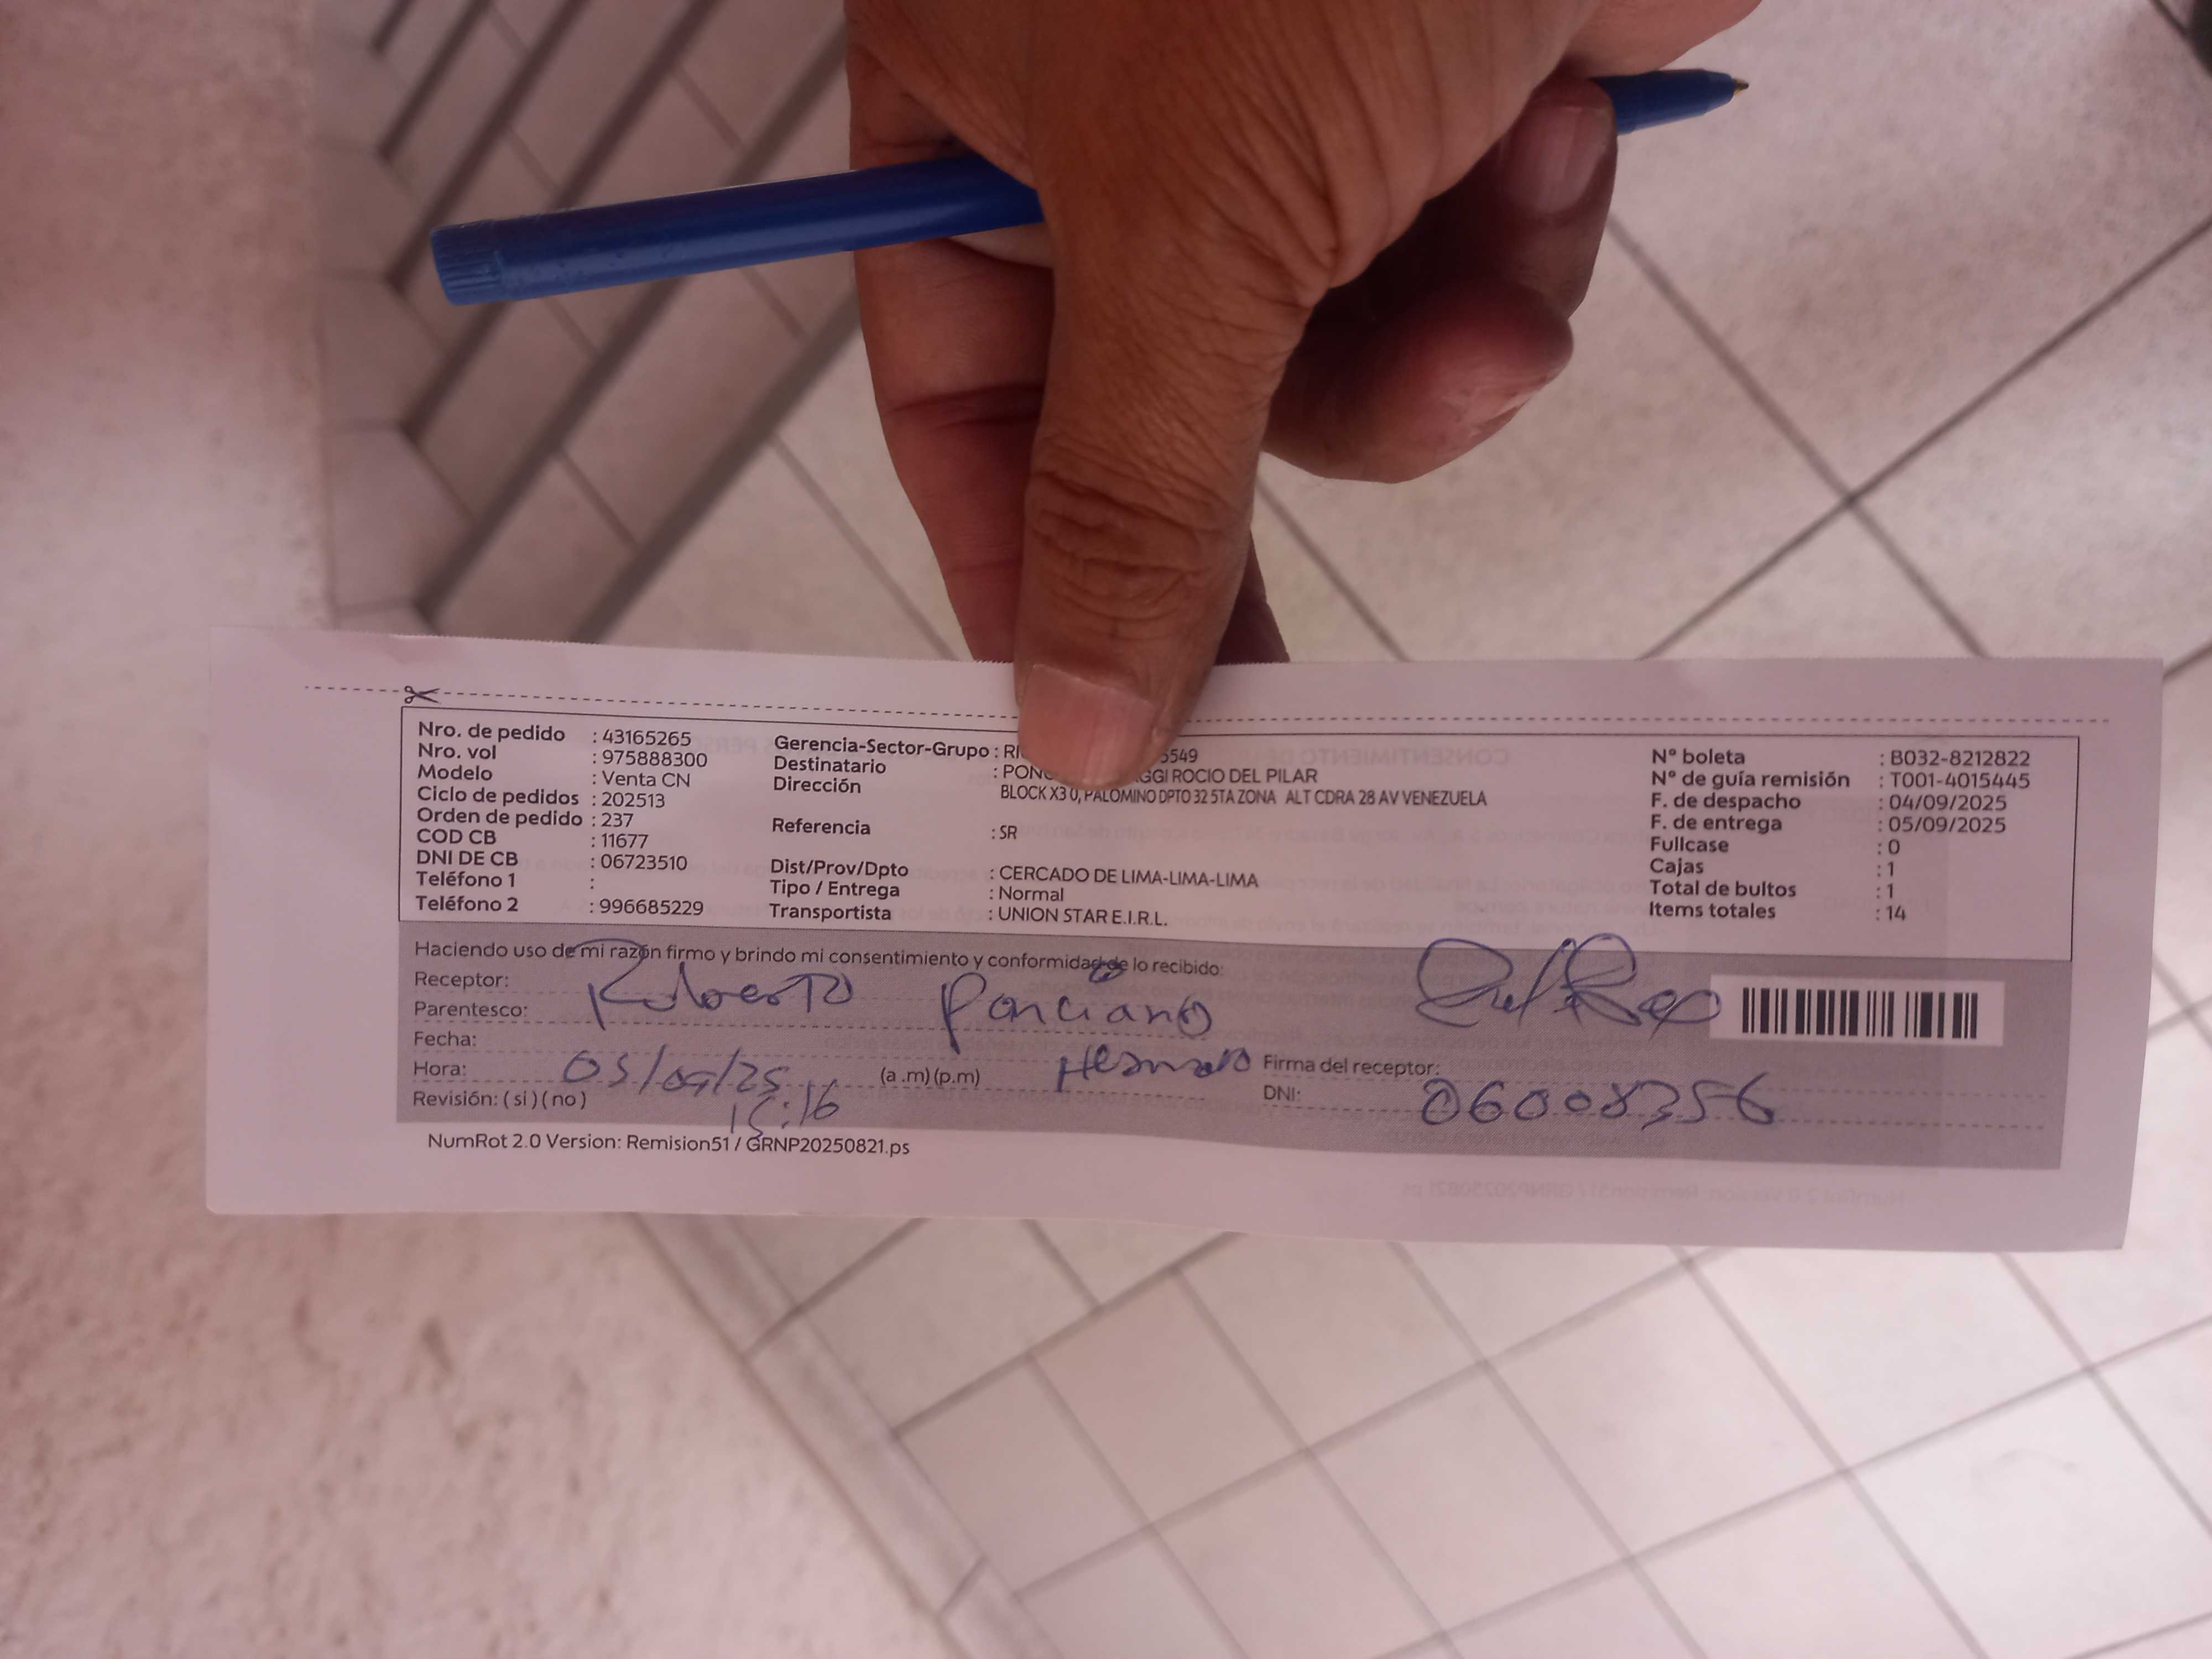 Nro. de pedido : 43165265
Nro. vol : 975888300
Modelo : Venta CN
Ciclo de pedidos : 202513
Orden de pedido : 237
COD CB : 11677
DNI DE CB : 06723510
Teléfono 1 :
Teléfono 2 : 996685229
Gerencia-Sector-Grupo :
Destinatario : ROCIO DEL PILAR
Dirección BLOCK X3 0, PALOMINO DPTO 32 5TA ZONA ALT CDRA 28 AV VENEZUELA
Referencia : SR
Dist/Prov/Dpto : CERCADO DE LIMA-LIMA-LIMA
Tipo / Entrega : Normal
Transportista : UNION STAR E.I.R.L.
N° boleta : B032-8212822
N° de guía remisión : T001-4015445
F. de despacho : 04/09/2025
F. de entrega : 05/09/2025
Fullcase : 0
Cajas : 1
Total de bultos : 1
Items totales : 14
Haciendo uso de mi razón firmo y brindo mi consentimiento y conformidad de lo recibido:
Receptor: Roberto Ponciano
Parentesco: Hermano
Fecha: 05/09/25
Hora: 15:16 (a .m) (p.m)
Revisión: ( si ) ( no )
Firma del receptor:
DNI: 06008356
NumRot 2.0 Version: Remision51 / GRNP20250821.ps